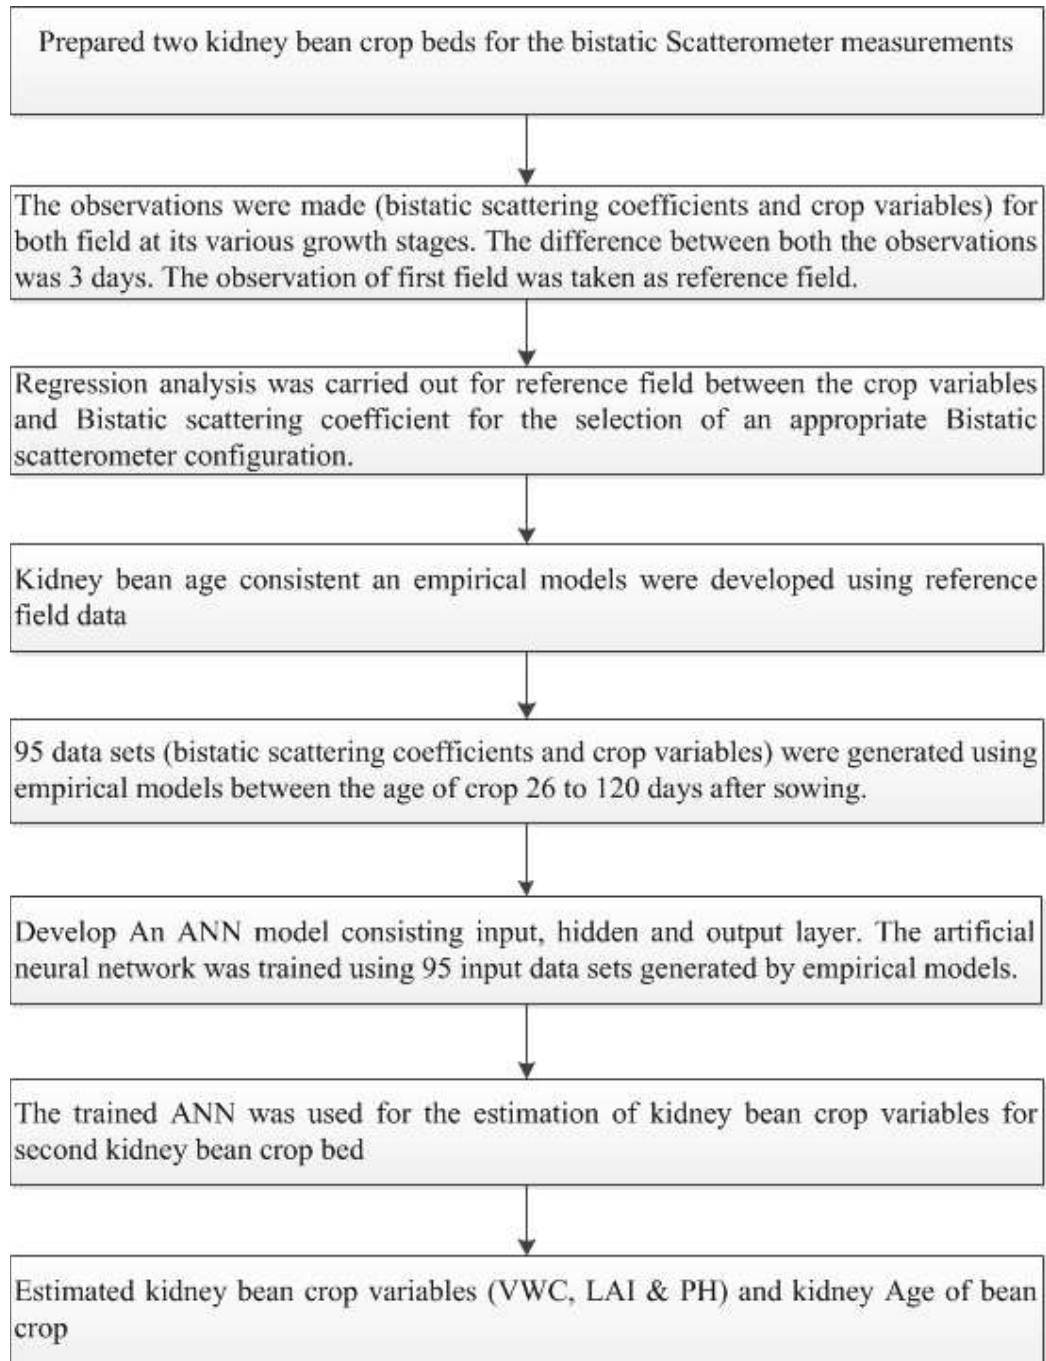 Prepared two kidney bean crop beds for the bistatic Scatterometer measurements
The observations were made (bistatic scattering coefficients and crop variables) for
both field at its various growth stages. The difference between both the observations
was 3 days. The observation of first field was taken as reference field.
Regression analysis was carried out for reference field between the crop variables
and Bistatic scattering coefficient for the selection of an appropriate Bistatic
scatterometer configuration.
Kidney bean age consistent an empirical models were developed using reference
field data
95 data sets (bistatic scattering coefficients and crop variables) were generated using
empirical models between the age of crop 26 to 120 days after sowing.
Develop An ANN model consisting input, hidden and output layer. The artificial
neural network was trained using 95 input data sets generated by empirical models.
The trained ANN was used for the estimation of kidney bean crop variables for
second kidney bean crop bed
Estimated kidney bean crop variables (VWC, LAI & PH) and kidney Age of bean
crop